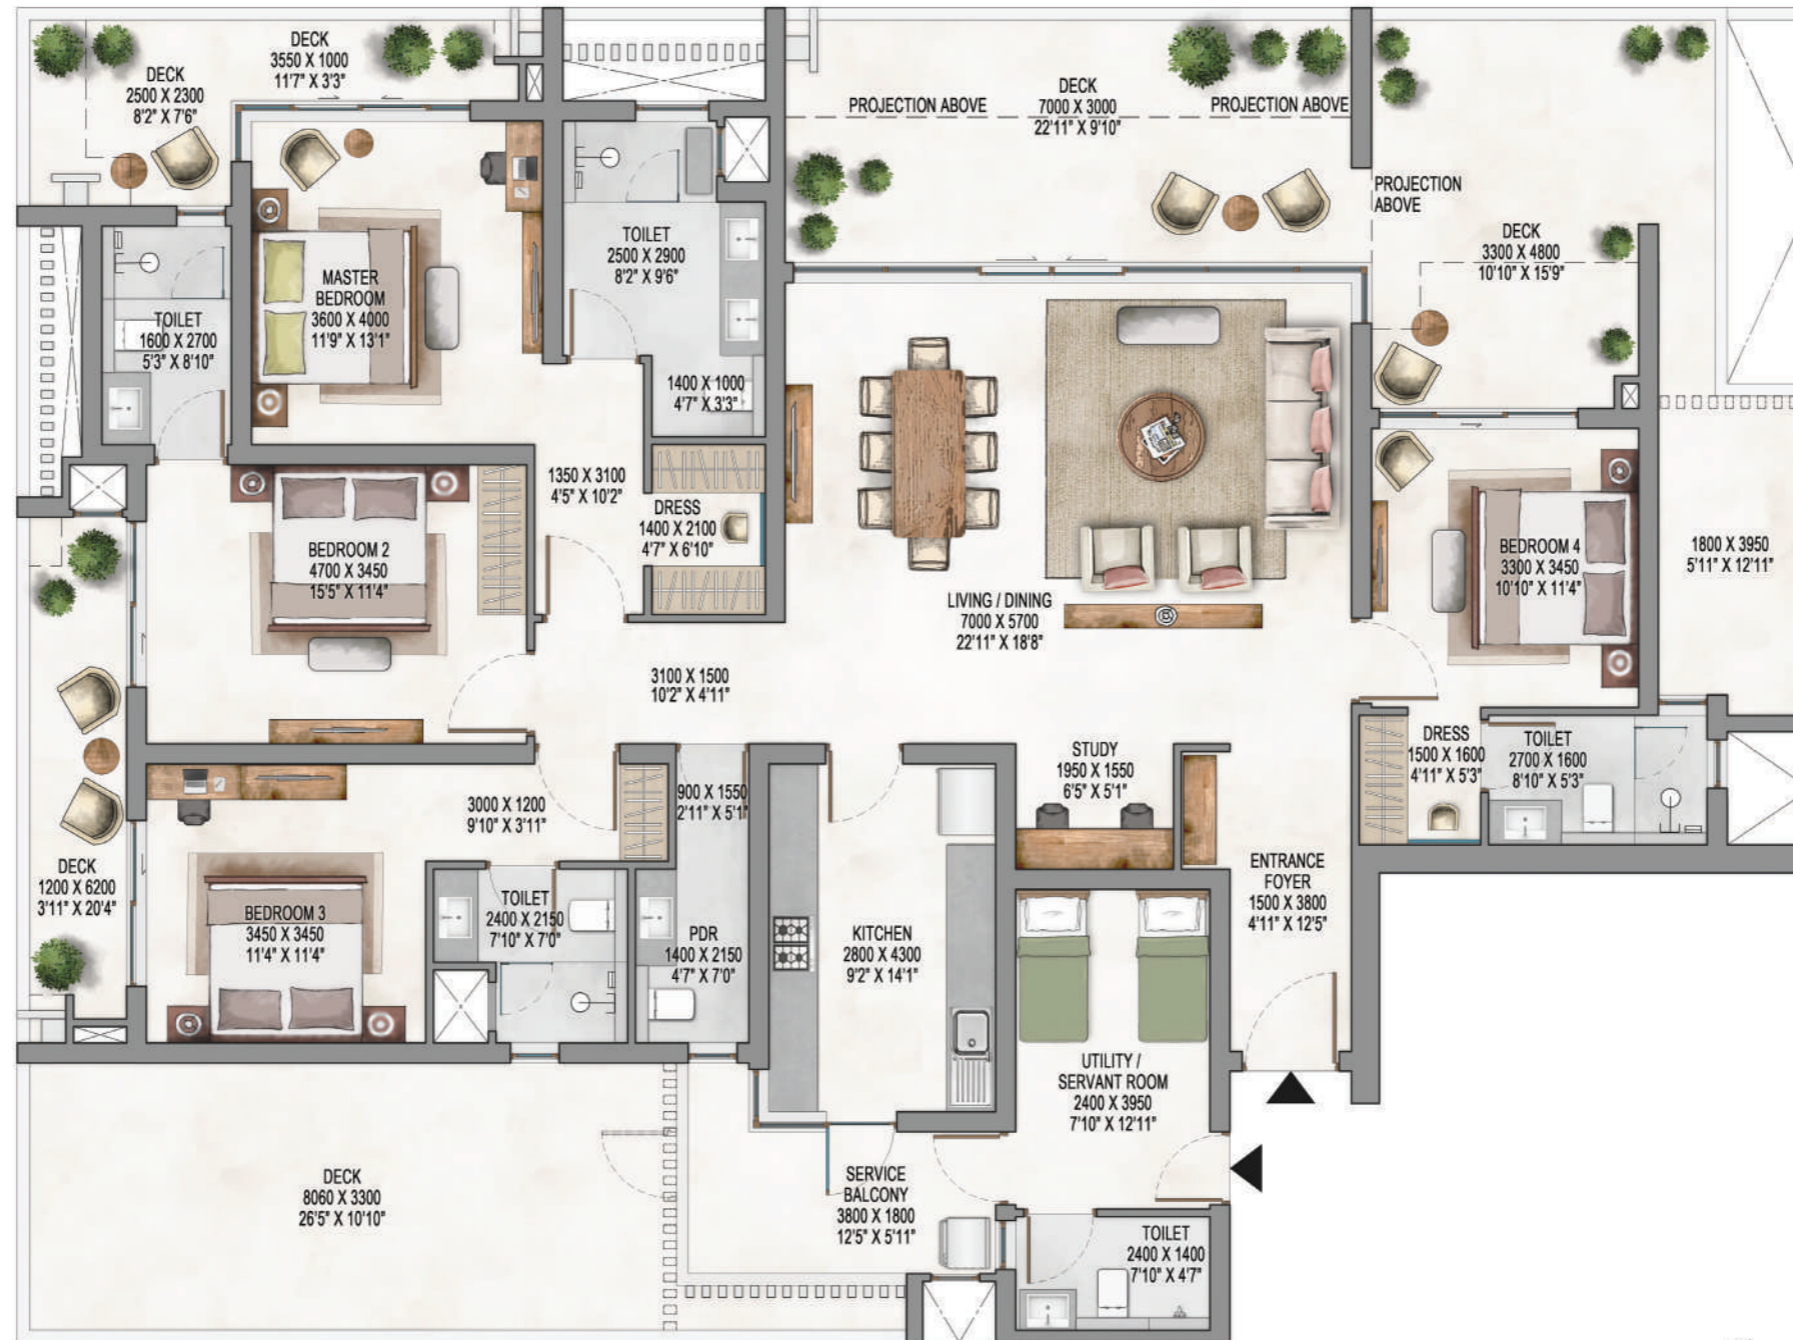 DECK
3550 X 1000
11'7" X 3'3"
DECK
2500 X 2300
8'2" X 7'6"
DECK
7000 X 3000
22'11" X 9'10"
PROJECTION ABOVE
PROJECTION ABOVE
PROJECTION
ABOVE
DECK
3300 X 4800
10'10" X 15'9"
TOILET
2500 X 2900
8'2" X 9'6"
MASTER
BEDROOM
3600 X 4000
11'9" X 13'1"
TOILET
1600 X 2700
5'3" X 8'10"
1400 X 1000
4'7" X 3'3"
1350 X 3100
4'5" X 10'2"
DRESS
1400 X 2100
4'7" X 6'10"
BEDROOM 2
4700 X 3450
15'5" X 11'4"
LIVING / DINING
7000 X 5700
22'11" X 18'8"
BEDROOM 4
3300 X 3450
10'10" X 11'4"
1800 X 3950
5'11" X 12'11"
3100 X 1500
10'2" X 4'11"
STUDY
1950 X 1550
6'5" X 5'1"
DRESS
1500 X 1600
4'11" X 5'3"
TOILET
2700 X 1600
8'10" X 5'3"
3000 X 1200
9'10" X 3'11"
900 X 1550
2'11" X 5'1
DECK
1200 X 6200
3'11" X 20'4"
BEDROOM 3
3450 X 3450
11'4" X 11'4"
TOILET
2400 X 2150
7'10" X 7'0"
PDR
1400 X 2150
4'7" X 7'0"
KITCHEN
2800 X 4300
9'2" X 14'1"
ENTRANCE
FOYER
1500 X 3800
4'11" X 12'5"
UTILITY /
SERVANT ROOM
2400 X 3950
7'10" X 12'11"
DECK
8060 X 3300
26'5" X 10'10"
SERVICE
BALCONY
3800 X 1800
12'5" X 5'11"
TOILET
2400 X 1400
7'10" X 4'7"